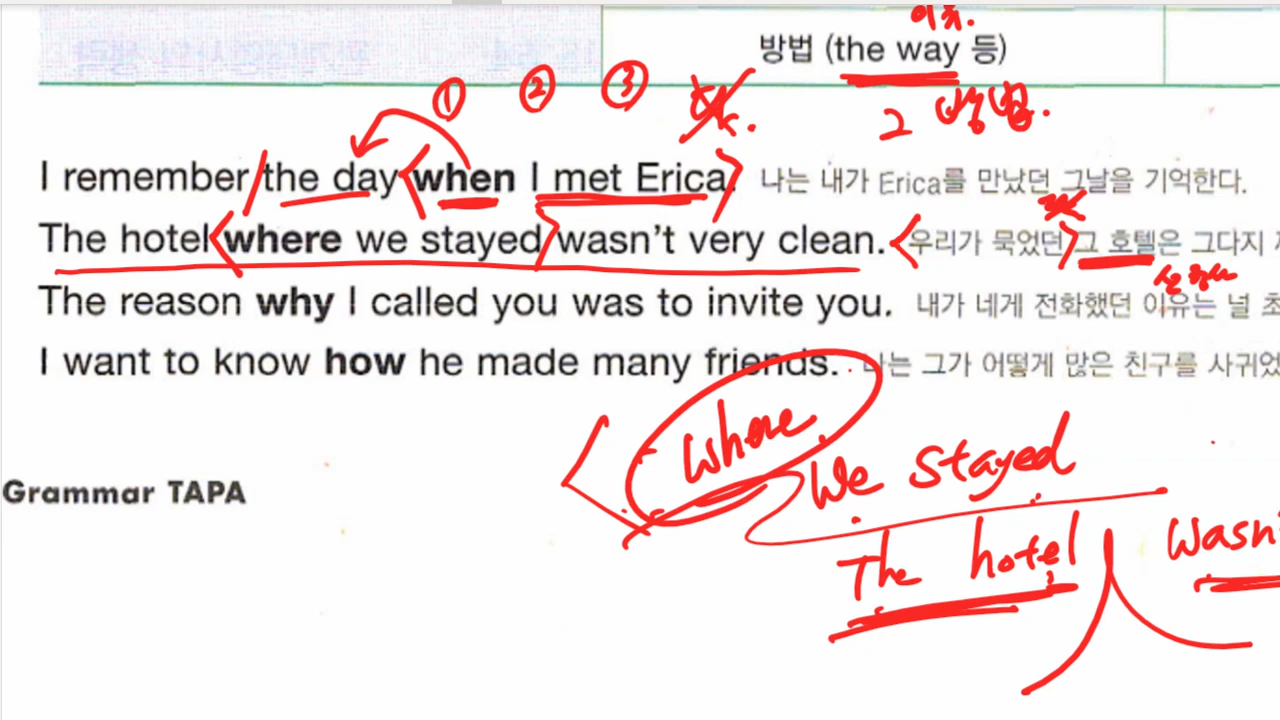 방법 (the way 등)
그 방법.
① ② ③
I remember the day when I met Erica. 나는 내가 Erica를 만났던 그날을 기억한다.
The hotel where we stayed wasn't very clean. 우리가 묵었던 그 호텔은 그다지
선행사
The reason why I called you was to invite you. 내가 네게 전화했던 이유는 널 초
I want to know how he made many friends. 나는 그가 어떻게 많은 친구를 사귀었
where we stayed
Grammar TAPA
The hotel wasn'